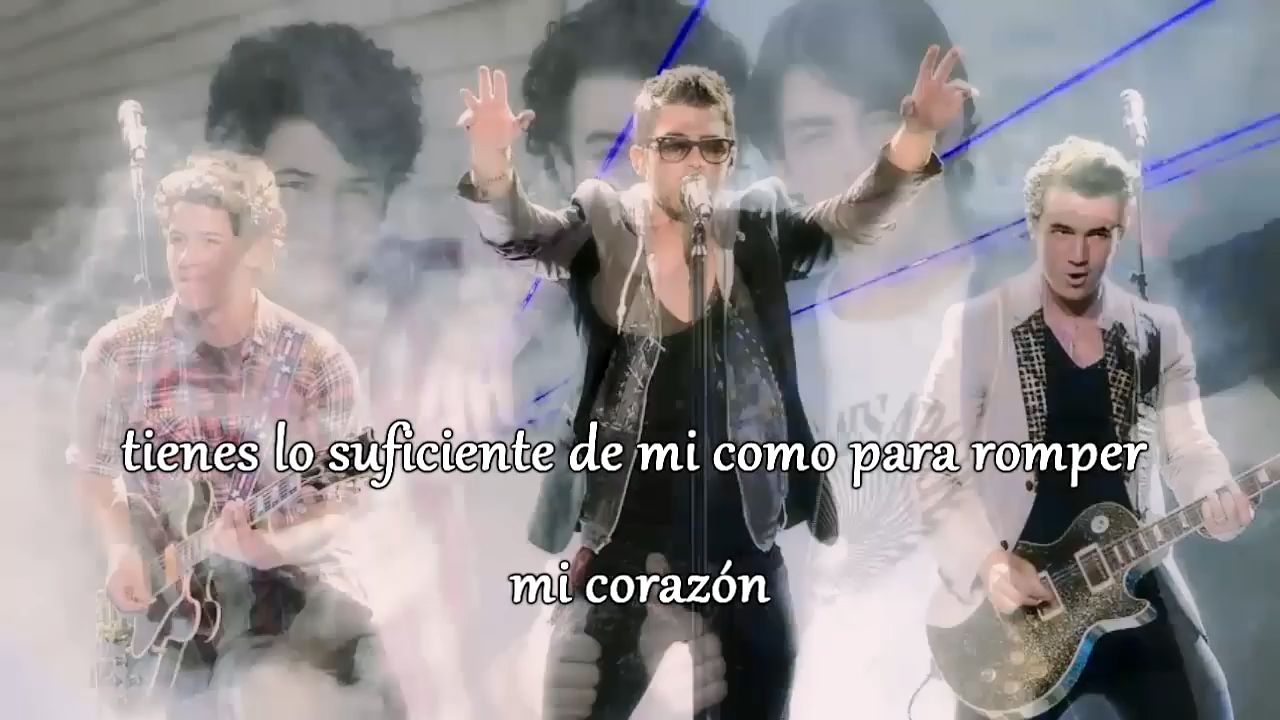 tienes lo suficiente de mi como para romper
mi corazón